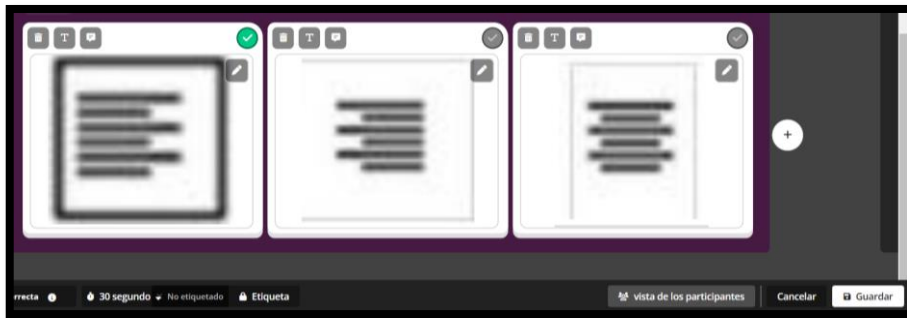 T T T
rrecta 30 segundo No etiquetado Etiqueta vista de los participantes Cancelar Guardar